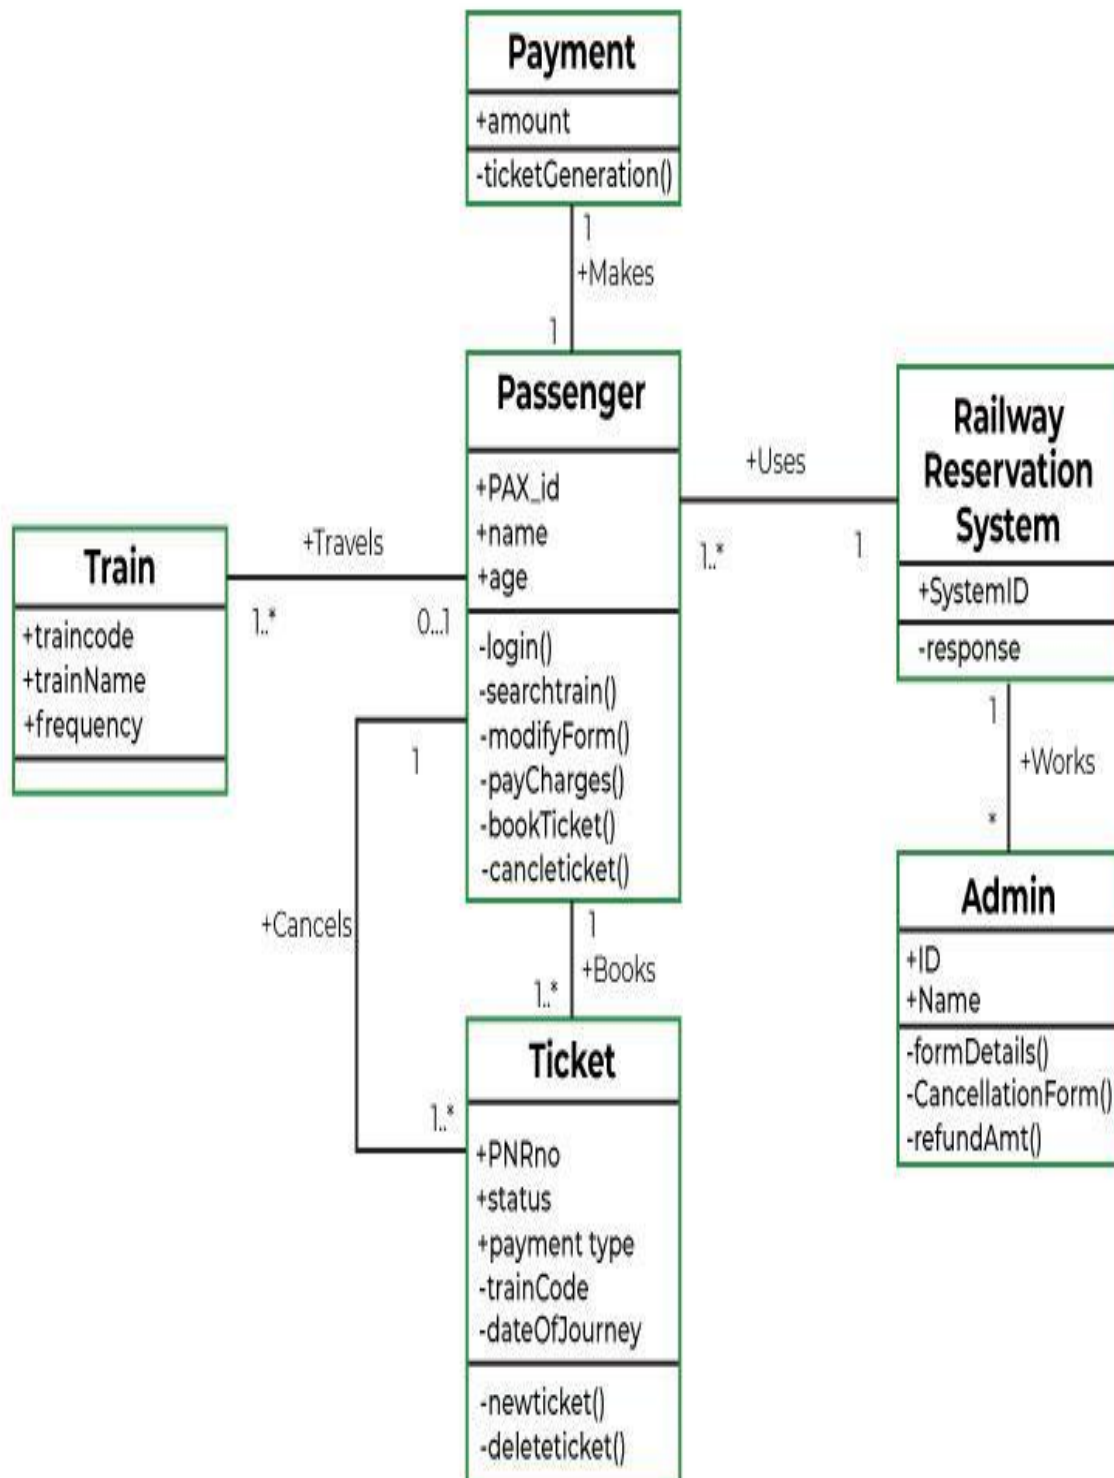 Payment
+amount
-ticketGeneration()
1
+Makes
1
Passenger
+PAX_id
+name
+age
-login()
-searchtrain()
-modifyForm()
-payCharges()
-bookTicket()
-cancleticket()
+Uses
1..*
1
Railway
Reservation
System
+SystemID
-response
+Travels
1..*
0...1
Train
+traincode
+trainName
+frequency
1
+Works
*
Admin
+ID
+Name
-formDetails()
-CancellationForm()
-refundAmt()
1
+Cancels
1..*
1
+Books
1..*
Ticket
+PNRno
+status
+payment type
-trainCode
-dateOfJourney
-newticket()
-deleteticket()